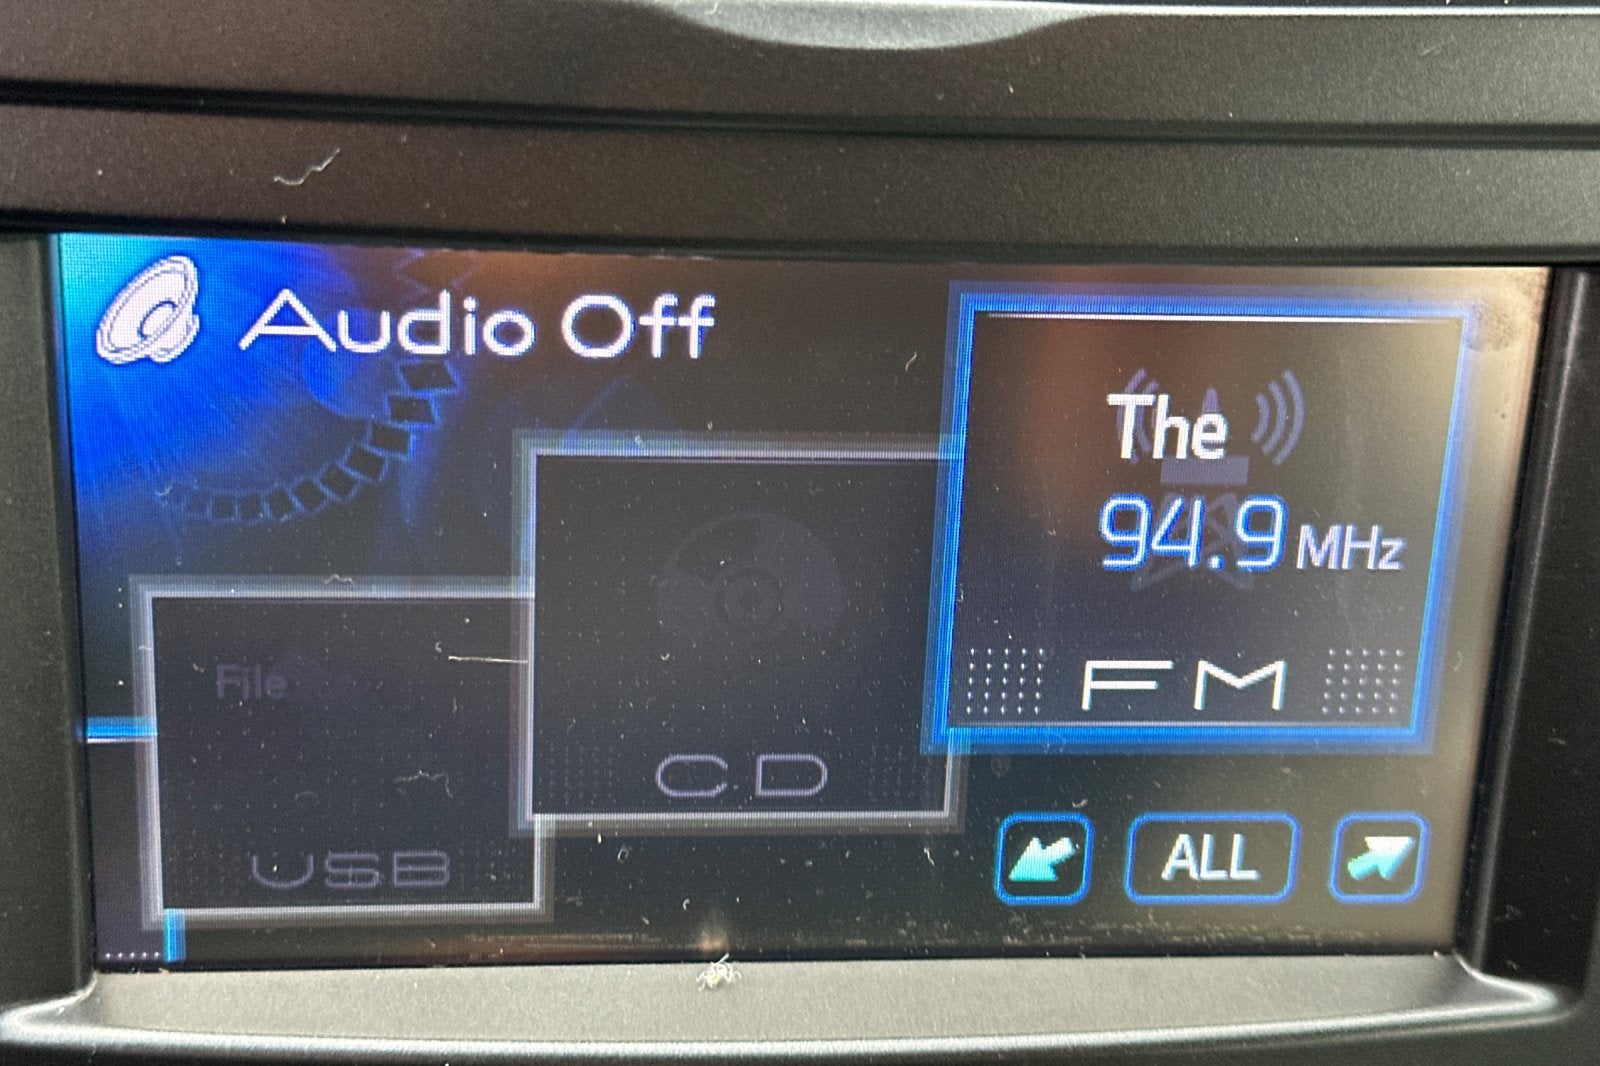 Audio Off
The
94.9 MHz
FM
CD
File
USB
ALL